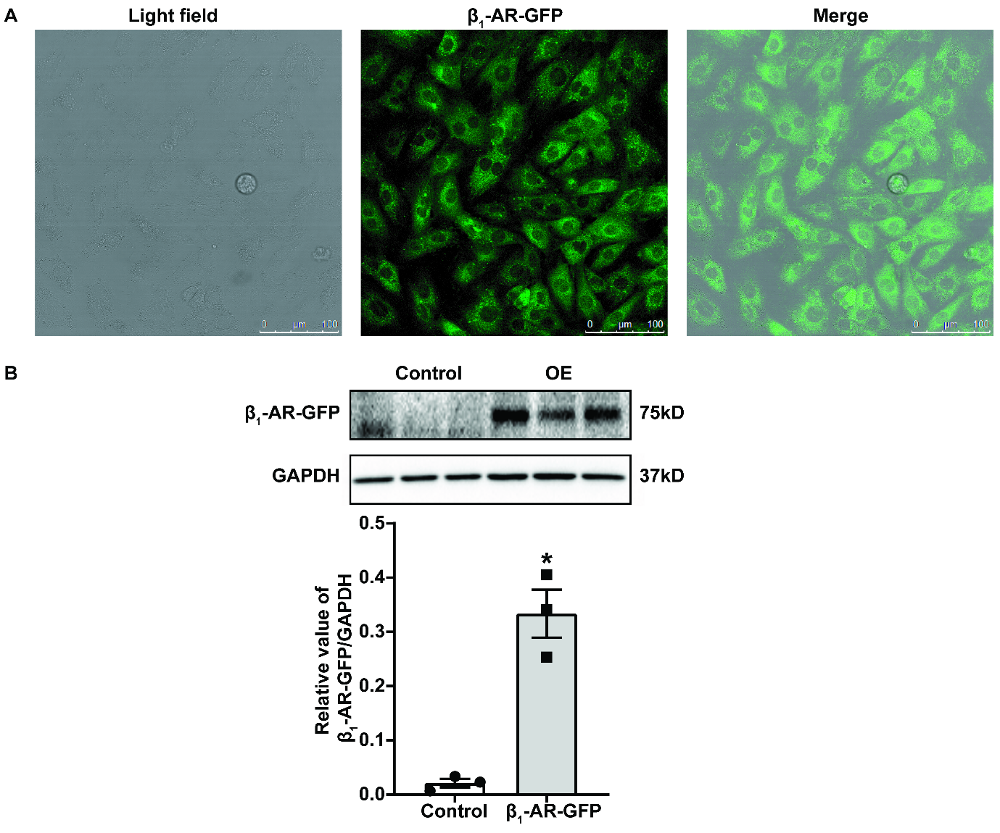 A
Light field
β₁-AR-GFP
Merge
0 µm 100
0 µm 100
0 µm 100
B
Control OE
β₁-AR-GFP 75kD
GAPDH 37kD
0.5
0.4
0.3
0.2
0.1
0.0
Relative value of
β₁-AR-GFP/GAPDH
*
Control β₁-AR-GFP